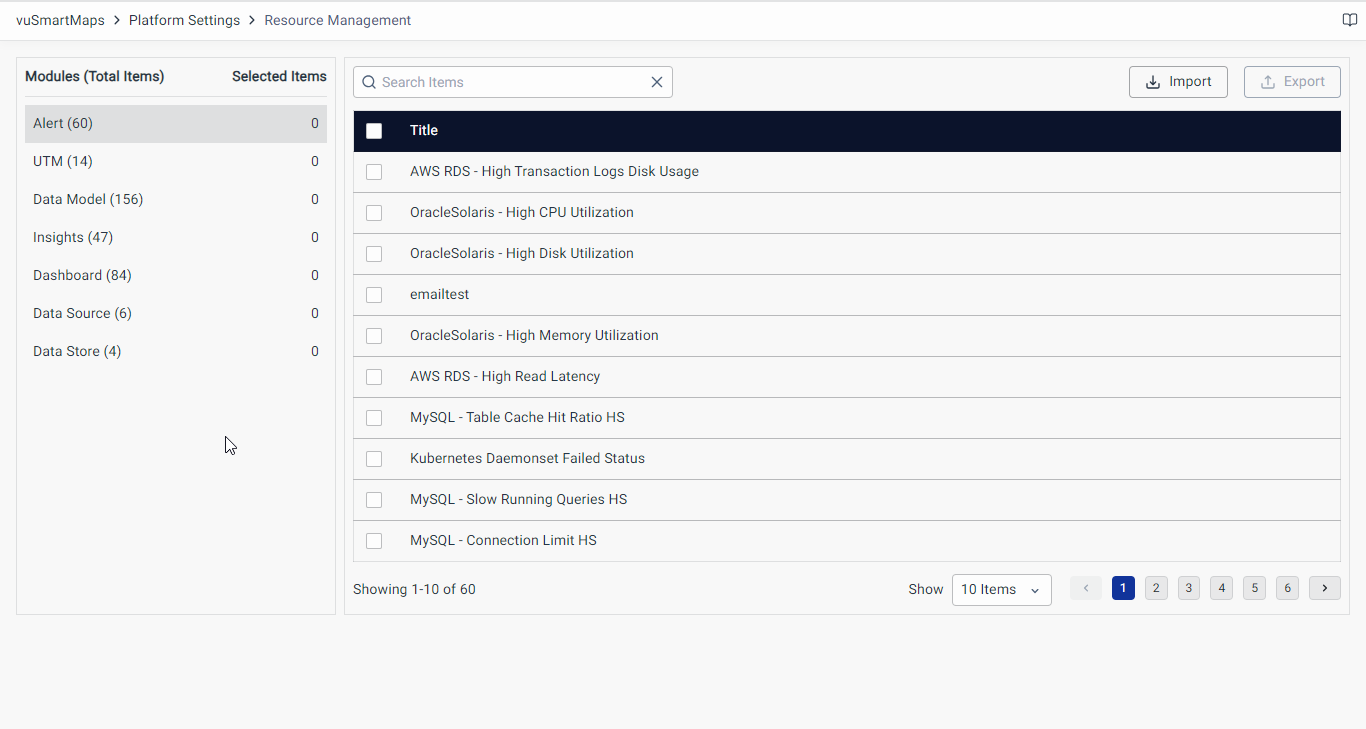 vuSmartMaps > Platform Settings > Resource Management
Modules (Total Items) Selected Items
Alert (60) 0
UTM (14) 0
Data Model (156) 0
Insights (47) 0
Dashboard (84) 0
Data Source (6) 0
Data Store (4) 0
Search Items
Import
Export
Title
AWS RDS - High Transaction Logs Disk Usage
OracleSolaris - High CPU Utilization
OracleSolaris - High Disk Utilization
emailtest
OracleSolaris - High Memory Utilization
AWS RDS - High Read Latency
MySQL - Table Cache Hit Ratio HS
Kubernetes Daemonset Failed Status
MySQL - Slow Running Queries HS
MySQL - Connection Limit HS
Showing 1-10 of 60
Show 10 Items
1 2 3 4 5 6